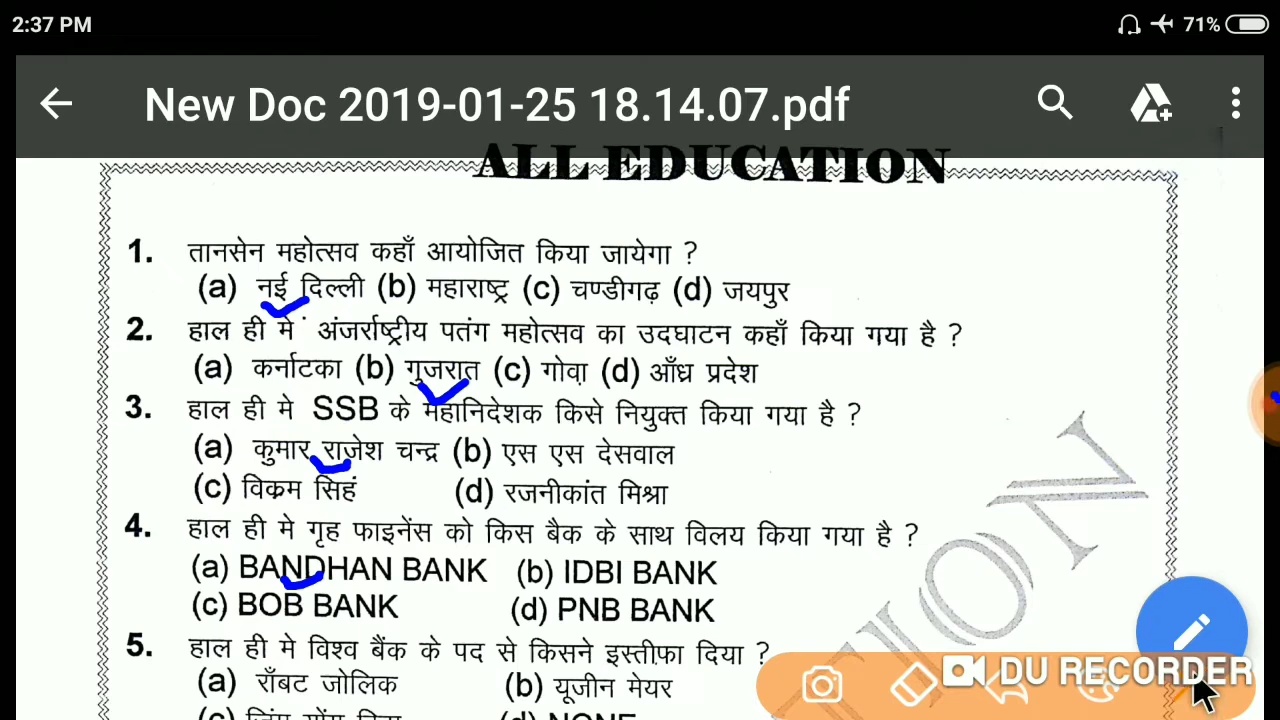 2:37 PM 71%
New Doc 2019-01-25 18.14.07.pdf
ALL EDUCATION
1. तानसेन महोत्सव कहाँ आयोजित किया जायेगा ?
(a) नई दिल्ली (b) महाराष्ट्र (c) चण्डीगढ़ (d) जयपुर
2. हाल ही मे अंजर्राष्ट्रीय पतंग महोत्सव का उदघाटन कहाँ किया गया है ?
(a) कर्नाटका (b) गुजरात (c) गोवा (d) आँध्र प्रदेश
3. हाल ही मे SSB के महानिदेशक किसे नियुक्त किया गया है ?
(a) कुमार राजेश चन्द्र (b) एस एस देसवाल
(c) विक्रम सिहं (d) रजनीकांत मिश्रा
4. हाल ही मे गृह फाइनेंस को किस बैक के साथ विलय किया गया है ?
(a) BANDHAN BANK (b) IDBI BANK
(c) BOB BANK (d) PNB BANK
5. हाल ही मे विश्व बैंक के पद से किसने इस्तीफा दिया ?
(a) रॉंबट जोलिक (b) यूजीन मेयर
(d) NONE
TION
DU RECORDER